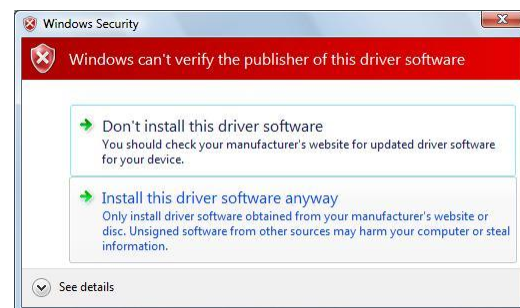 Windows Security
Windows can't verify the publisher of this driver software
Don't install this driver software
You should check your manufacturer's website for updated driver software
for your device.
Install this driver software anyway
Only install driver software obtained from your manufacturer's website or
disc. Unsigned software from other sources may harm your computer or steal
information.
See details